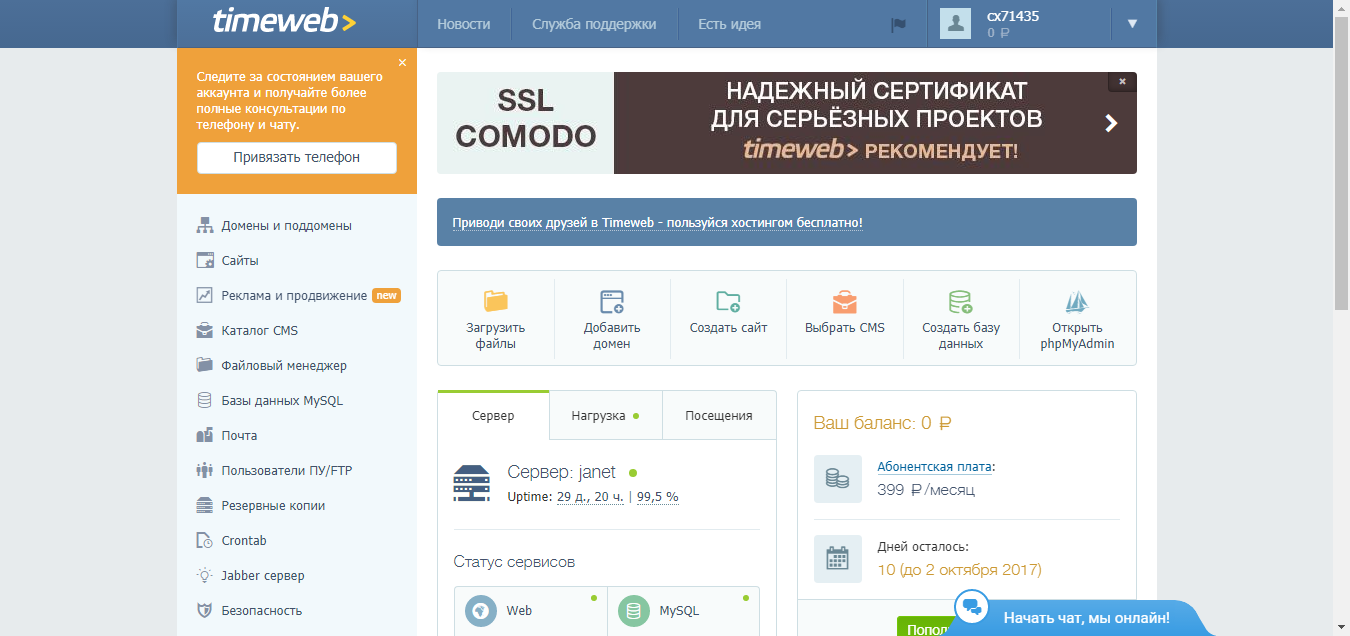 timeweb>
Новости
Служба поддержки
Есть идея
cx71435
0 ₽
Следите за состоянием вашего
аккаунта и получайте более
полные консультации по
телефону и чату.
Привязать телефон
SSL
COMODO
НАДЕЖНЫЙ СЕРТИФИКАТ
ДЛЯ СЕРЬЁЗНЫХ ПРОЕКТОВ
timeweb> РЕКОМЕНДУЕТ!
Приводи своих друзей в Timeweb - пользуйся хостингом бесплатно!
Домены и поддомены
Сайты
Реклама и продвижение new
Каталог CMS
Файловый менеджер
Базы данных MySQL
Почта
Пользователи ПУ/FTP
Резервные копии
Crontab
Jabber сервер
Безопасность
Загрузить
файлы
Добавить
домен
Создать сайт
Выбрать CMS
Создать базу
данных
Открыть
phpMyAdmin
Сервер
Нагрузка
Посещения
Сервер: janet
Uptime: 29 д., 20 ч. | 99,5 %
Статус сервисов
Web
MySQL
Ваш баланс: 0 ₽
Абонентская плата:
399 ₽/месяц
Дней осталось:
10 (до 2 октября 2017)
Начать чат, мы онлайн!